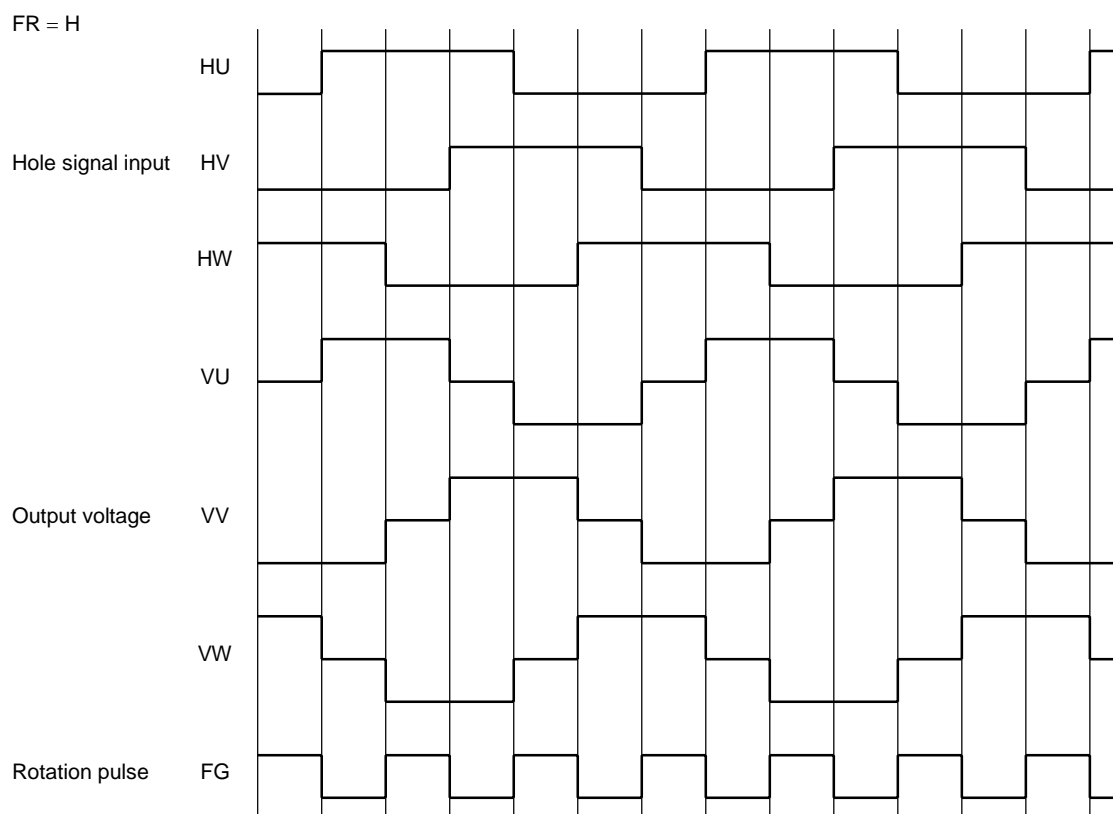 FR = H
HU
Hole signal input HV
HW
VU
Output voltage VV
VW
Rotation pulse FG